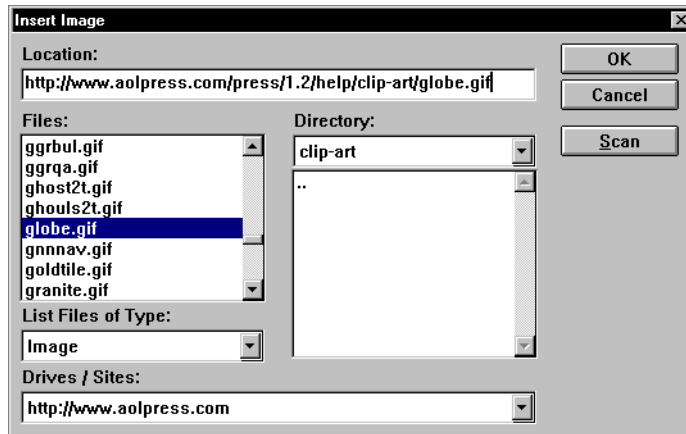 Insert Image
Location:
http://www.aolpress.com/press/1.2/help/clip-art/globe.gif
OK
Cancel
Scan
Files:
ggrbul.gif
ggrqa.gif
ghost2t.gif
ghouls2t.gif
globe.gif
gnnnav.gif
goldtile.gif
granite.gif
Directory:
clip-art
..
List Files of Type:
Image
Drives / Sites:
http://www.aolpress.com